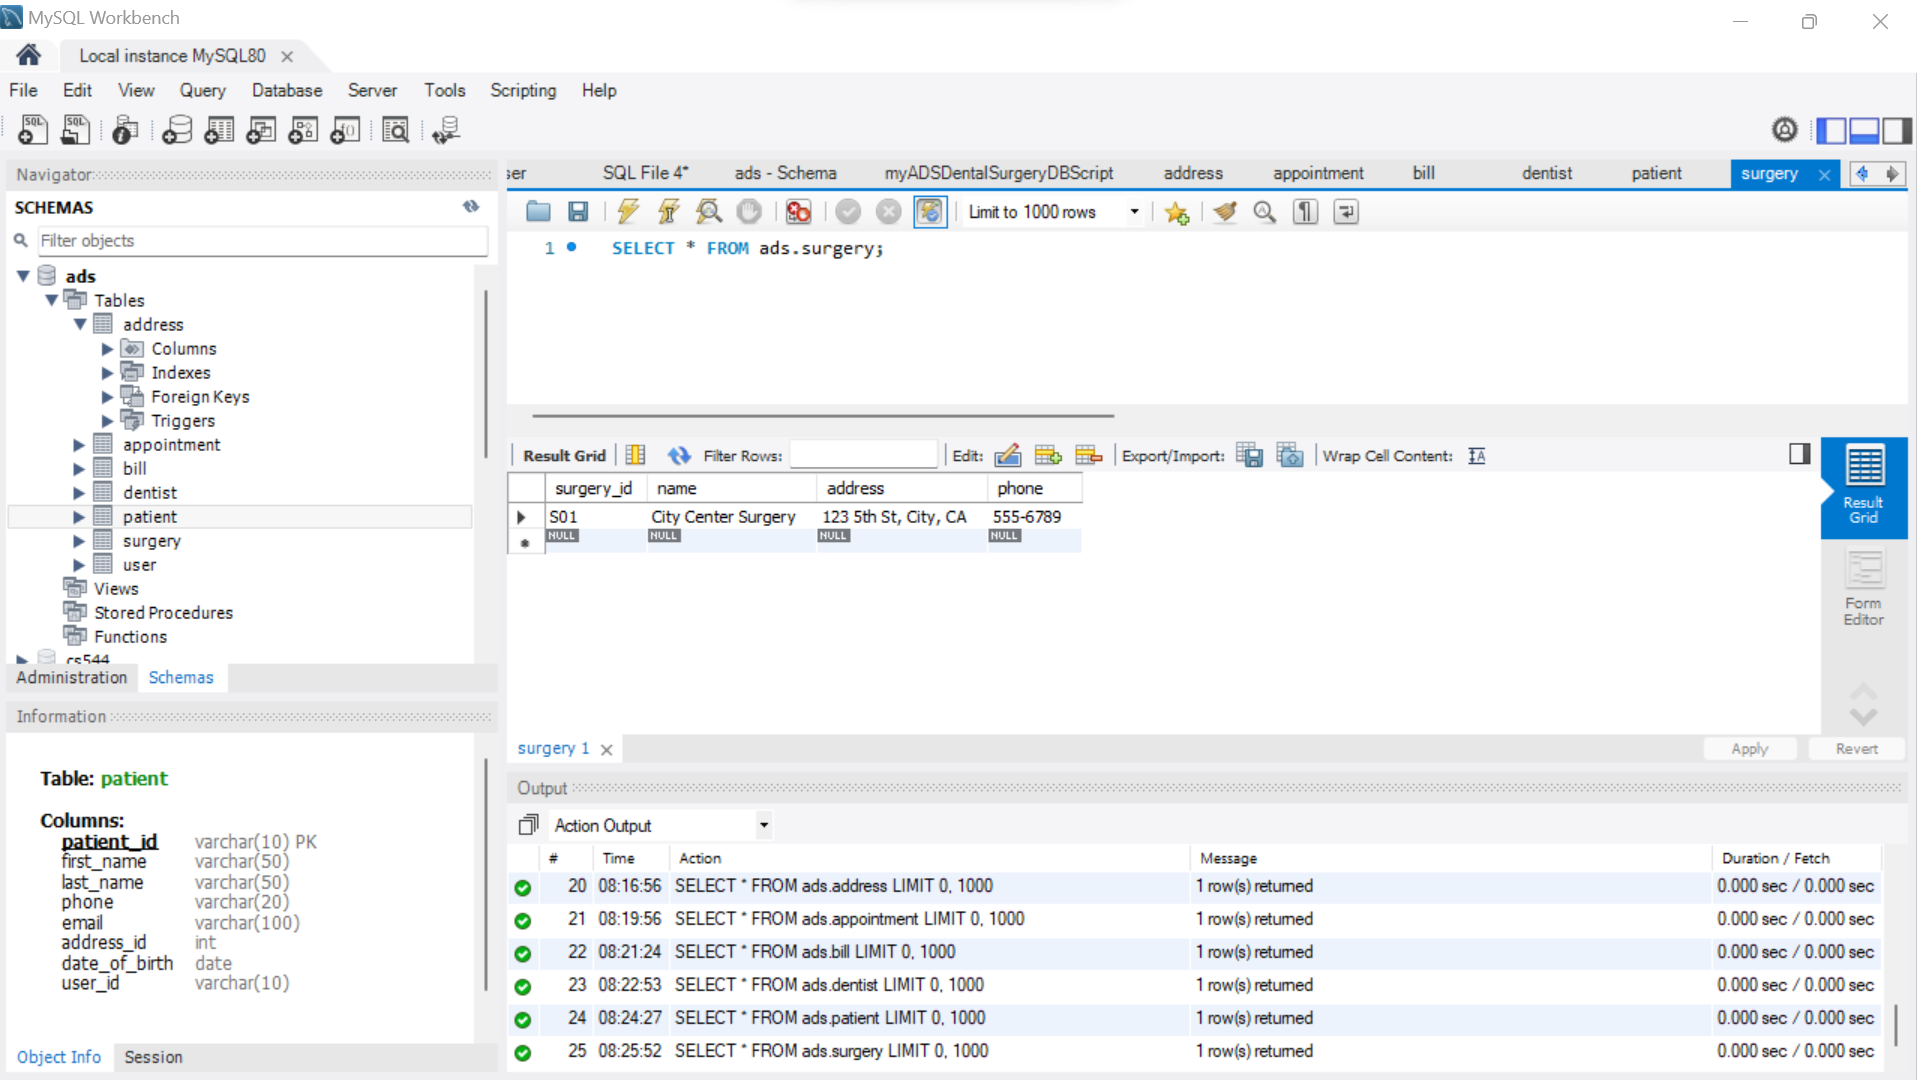 MySQL Workbench
Local instance MySQL80
File Edit View Query Database Server Tools Scripting Help
Navigator
SCHEMAS
Filter objects
ads
Tables
address
Columns
Indexes
Foreign Keys
Triggers
appointment
bill
dentist
patient
surgery
user
Views
Stored Procedures
Functions
cs544
Administration Schemas
Information
Table: patient
Columns:
patient_id varchar(10) PK
first_name varchar(50)
last_name varchar(50)
phone varchar(20)
email varchar(100)
address_id int
date_of_birth date
user_id varchar(10)
Object Info Session
ser SQL File 4* ads - Schema myADSDentalSurgeryDBScript address appointment bill dentist patient surgery
Limit to 1000 rows
1 SELECT * FROM ads.surgery;
Result Grid Filter Rows: Edit: Export/Import: Wrap Cell Content:
surgery_id name address phone
S01 City Center Surgery 123 5th St, City, CA 555-6789
NULL NULL NULL NULL
Result
Grid
Form
Editor
surgery 1 Apply Revert
Output
Action Output
# Time Action Message Duration / Fetch
20 08:16:56 SELECT * FROM ads.address LIMIT 0, 1000 1 row(s) returned 0.000 sec / 0.000 sec
21 08:19:56 SELECT * FROM ads.appointment LIMIT 0, 1000 1 row(s) returned 0.000 sec / 0.000 sec
22 08:21:24 SELECT * FROM ads.bill LIMIT 0, 1000 1 row(s) returned 0.000 sec / 0.000 sec
23 08:22:53 SELECT * FROM ads.dentist LIMIT 0, 1000 1 row(s) returned 0.000 sec / 0.000 sec
24 08:24:27 SELECT * FROM ads.patient LIMIT 0, 1000 1 row(s) returned 0.000 sec / 0.000 sec
25 08:25:52 SELECT * FROM ads.surgery LIMIT 0, 1000 1 row(s) returned 0.000 sec / 0.000 sec